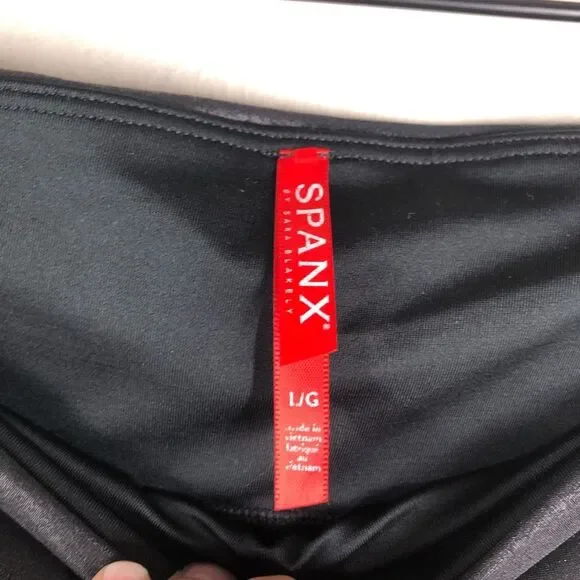 SPANX®
BY SARA BLAKELY
L/G
made in
vietnam
fabriqué
au
vietnam